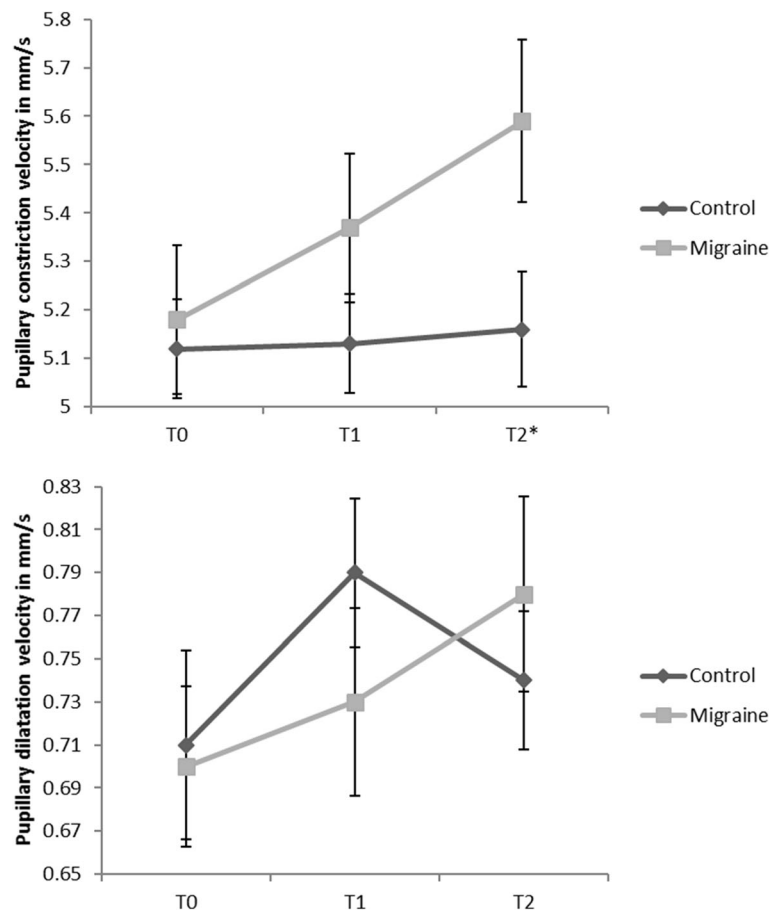 Pupillary constriction velocity in mm/s
5.8
5.7
5.6
5.5
5.4
5.3
5.2
5.1
5
T0 T1 T2*
Control
Migraine
Pupillary dilatation velocity in mm/s
0.83
0.81
0.79
0.77
0.75
0.73
0.71
0.69
0.67
0.65
T0 T1 T2
Control
Migraine